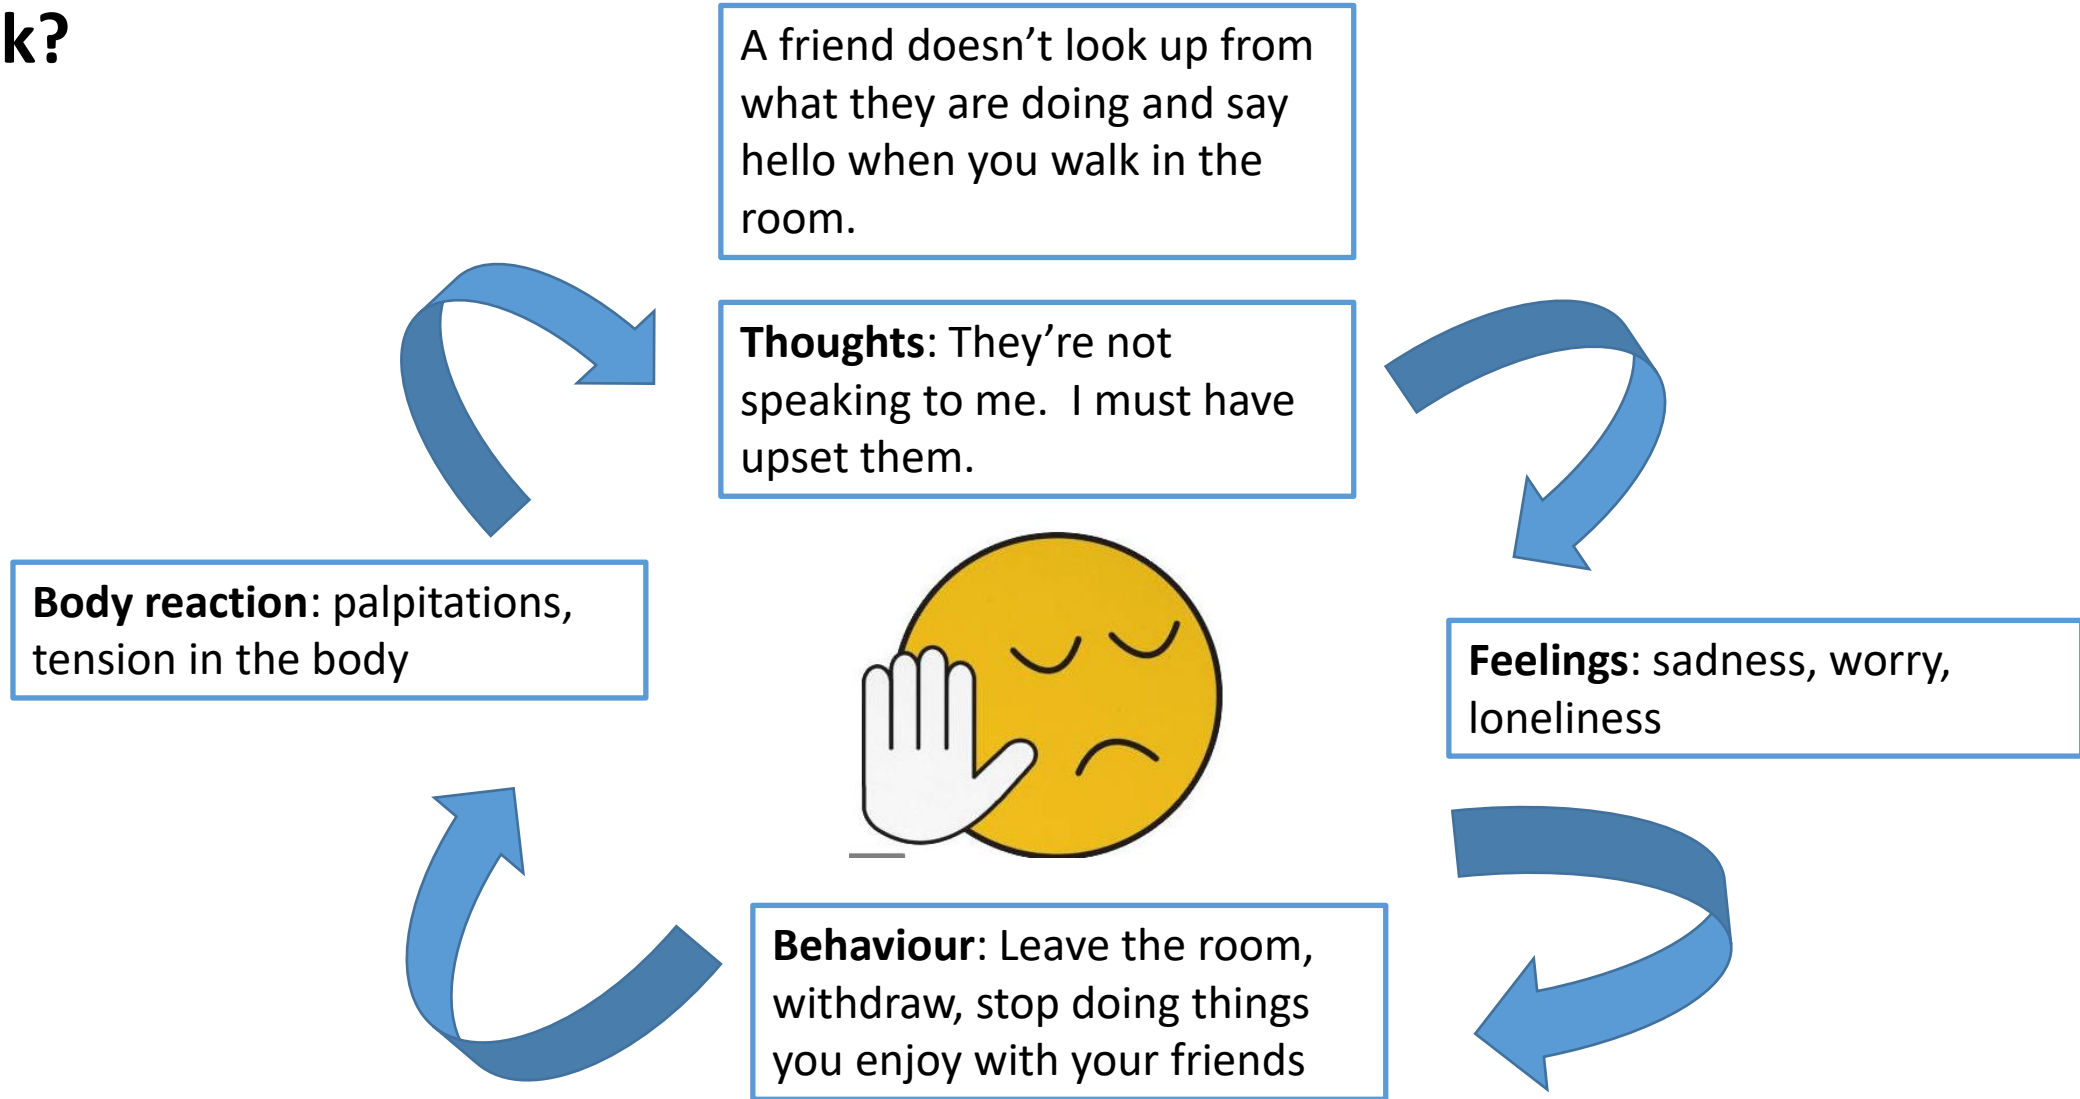 k?
A friend doesn’t look up from
what they are doing and say
hello when you walk in the
room.
Thoughts: They’re not
speaking to me.  I must have
upset them.
Body reaction: palpitations,
tension in the body
Feelings: sadness, worry,
loneliness
Behaviour: Leave the room,
withdraw, stop doing things
you enjoy with your friends